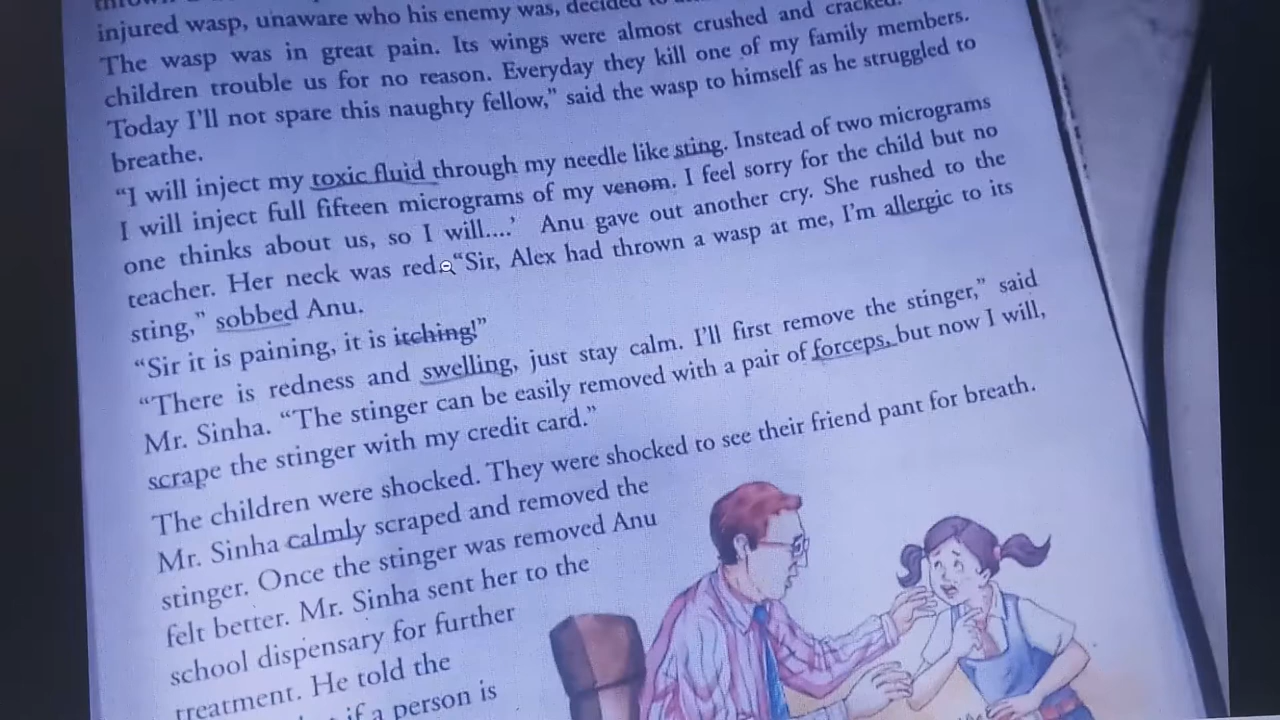 injured wasp, unaware who his enemy was, decided to
The wasp was in great pain. Its wings were almost crushed and cracked.
children trouble us for no reason. Everyday they kill one of my family members.
Today I'll not spare this naughty fellow,” said the wasp to himself as he struggled to
breathe.
“I will inject my toxic fluid through my needle like sting. Instead of two micrograms
I will inject full fifteen micrograms of my venom. I feel sorry for the child but no
one thinks about us, so I will....’ Anu gave out another cry. She rushed to the
teacher. Her neck was red. “Sir, Alex had thrown a wasp at me, I'm allergic to its
sting,” sobbed Anu.
“Sir it is paining, it is itching!”
“There is redness and swelling, just stay calm. I'll first remove the stinger,” said
Mr. Sinha. “The stinger can be easily removed with a pair of forceps, but now I will,
scrape the stinger with my credit card.”
The children were shocked. They were shocked to see their friend pant for breath.
Mr. Sinha calmly scraped and removed the
stinger. Once the stinger was removed Anu
felt better. Mr. Sinha sent her to the
school dispensary for further
treatment. He told the
if a person is